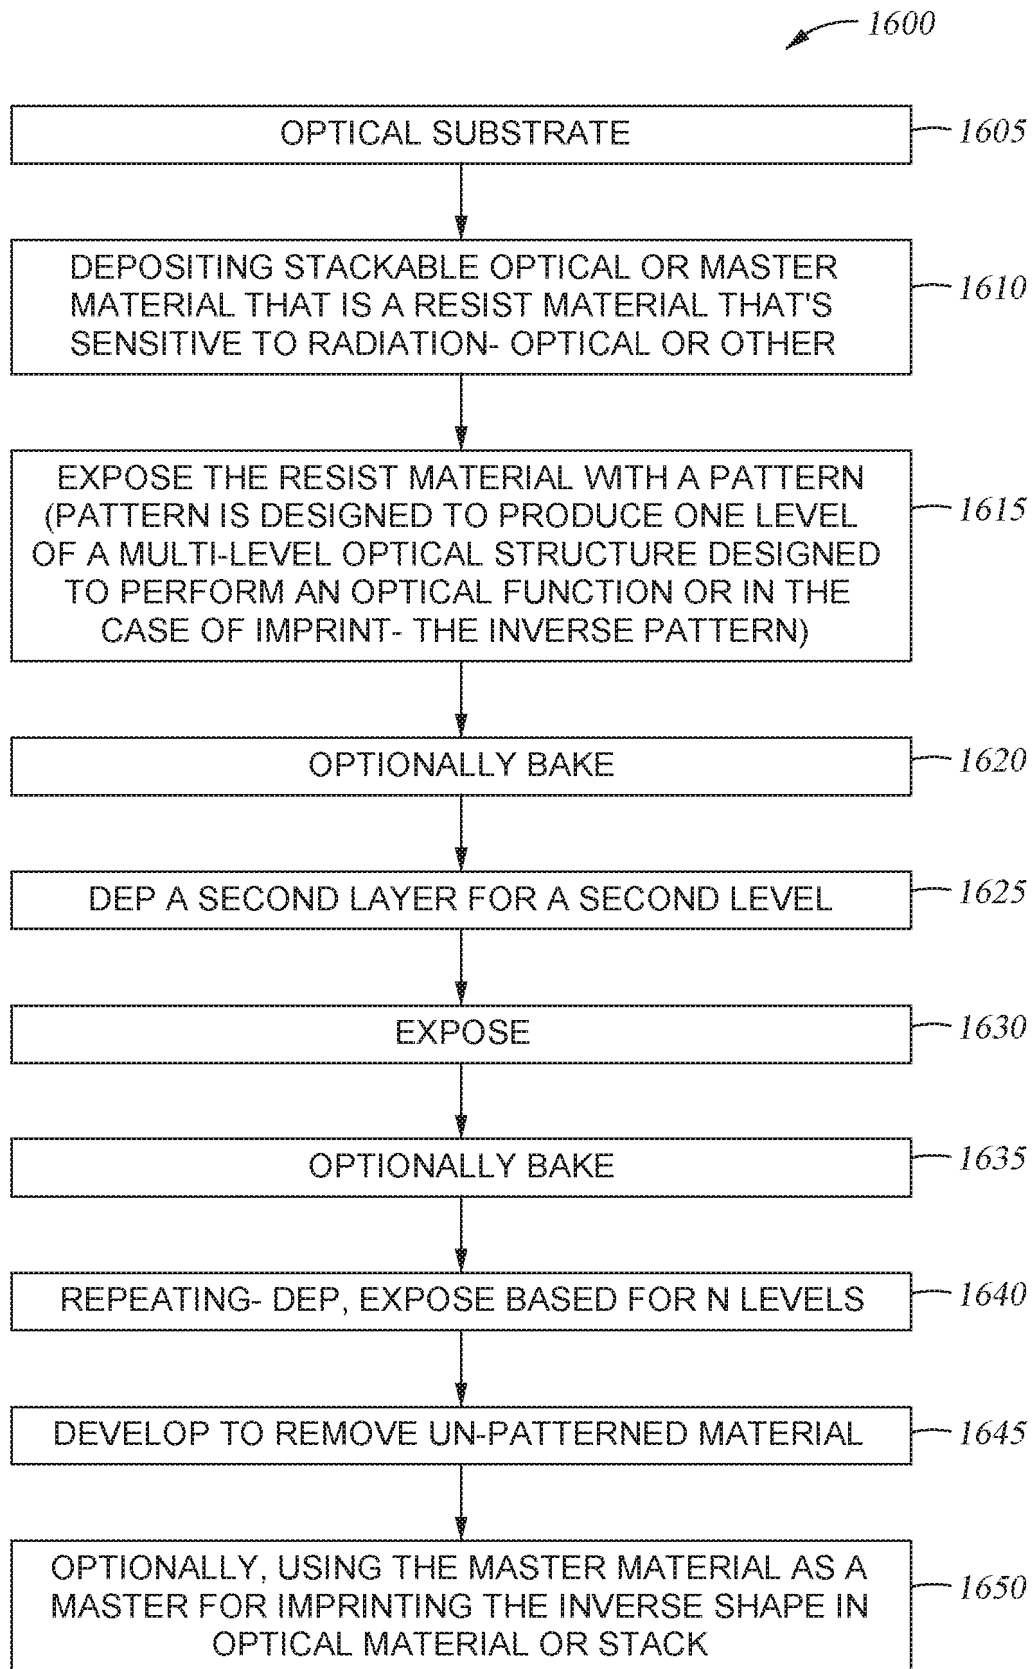 1600
OPTICAL SUBSTRATE
1605
DEPOSITING STACKABLE OPTICAL OR MASTER
MATERIAL THAT IS A RESIST MATERIAL THAT'S
SENSITIVE TO RADIATION- OPTICAL OR OTHER
1610
EXPOSE THE RESIST MATERIAL WITH A PATTERN
(PATTERN IS DESIGNED TO PRODUCE ONE LEVEL
OF A MULTI-LEVEL OPTICAL STRUCTURE DESIGNED
TO PERFORM AN OPTICAL FUNCTION OR IN THE
CASE OF IMPRINT- THE INVERSE PATTERN)
1615
OPTIONALLY BAKE
1620
DEP A SECOND LAYER FOR A SECOND LEVEL
1625
EXPOSE
1630
OPTIONALLY BAKE
1635
REPEATING- DEP, EXPOSE BASED FOR N LEVELS
1640
DEVELOP TO REMOVE UN-PATTERNED MATERIAL
1645
OPTIONALLY, USING THE MASTER MATERIAL AS A
MASTER FOR IMPRINTING THE INVERSE SHAPE IN
OPTICAL MATERIAL OR STACK
1650